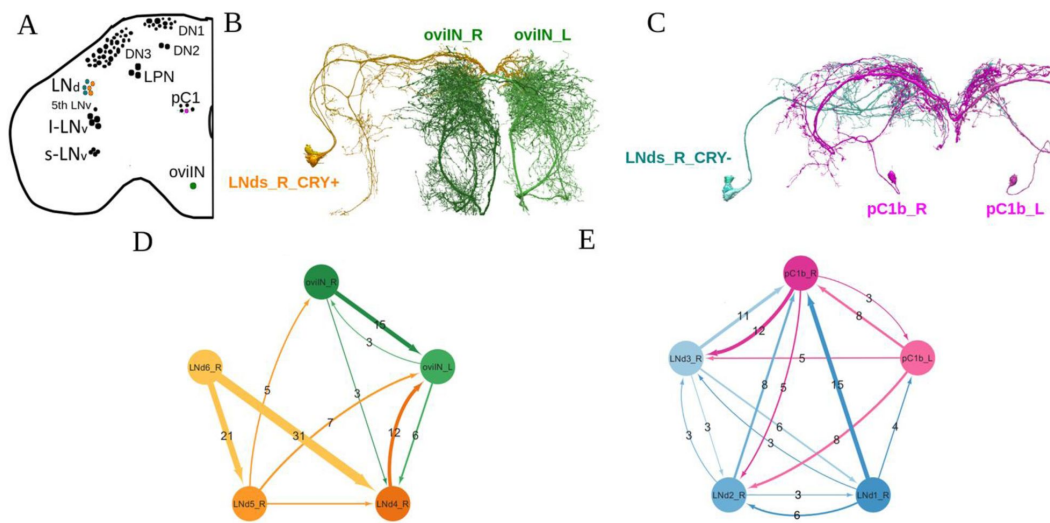 A
DN1
DN3
DN2
LNd
LPN
5th LNv
pC1
l-LNv
s-LNv
oviIN
B
oviIN_R
oviIN_L
LNds_R_CRY+
C
LNds_R_CRY-
pC1b_R
pC1b_L
D
oviIN_R
15
3
LNd6_R
oviIN_L
5
3
7
21
31
12
6
LNd5_R
LNd4_R
E
pC1b_R
3
11
8
12
LNd3_R
5
pC1b_L
8
5
15
3
3
6
3
8
4
LNd2_R
3
LNd1_R
6